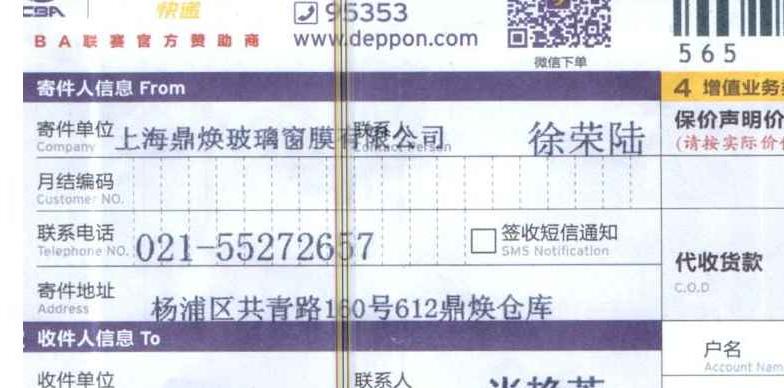 CBA 快递 95353
BA联赛官方赞助商 www.deppon.com
微信下单
565
寄件人信息 From
4 增值业务
寄件单位 上海鼎焕玻璃窗膜有限公司 联系人 徐荣陆
Company Contact Person
保价声明价
(请按实际价
月结编码
Customer NO.
联系电话 021-55272657 签收短信通知
Telephone NO. SMS Notification
代收货款
C.O.D
寄件地址 杨浦区共青路160号612鼎焕仓库
Address
收件人信息 To
户名
Account Name
收件单位 联系人